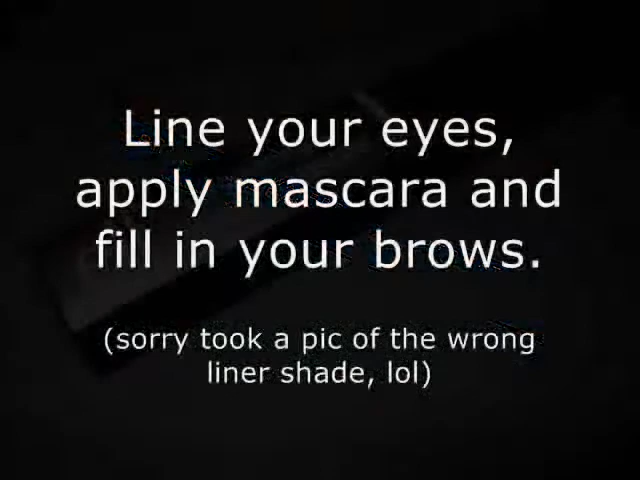 Line your eyes,
apply mascara and
fill in your brows.
(sorry took a pic of the wrong
liner shade, lol)